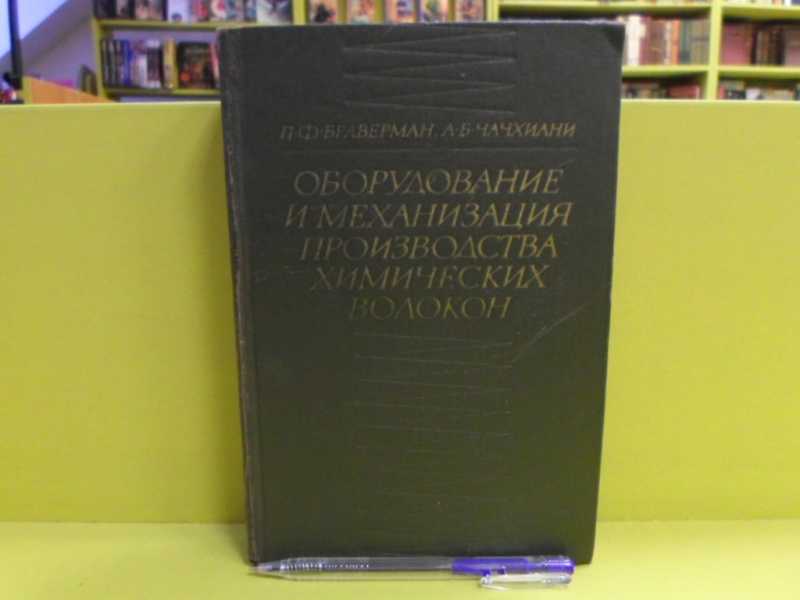 П·Ф·БРАВЕРМАН, А·Б·ЧАЧХИАНИ
ОБОРУДОВАНИЕ
И МЕХАНИЗАЦИЯ
ПРОИЗВОДСТВА
ХИМИЧЕСКИХ
ВОЛОКОН